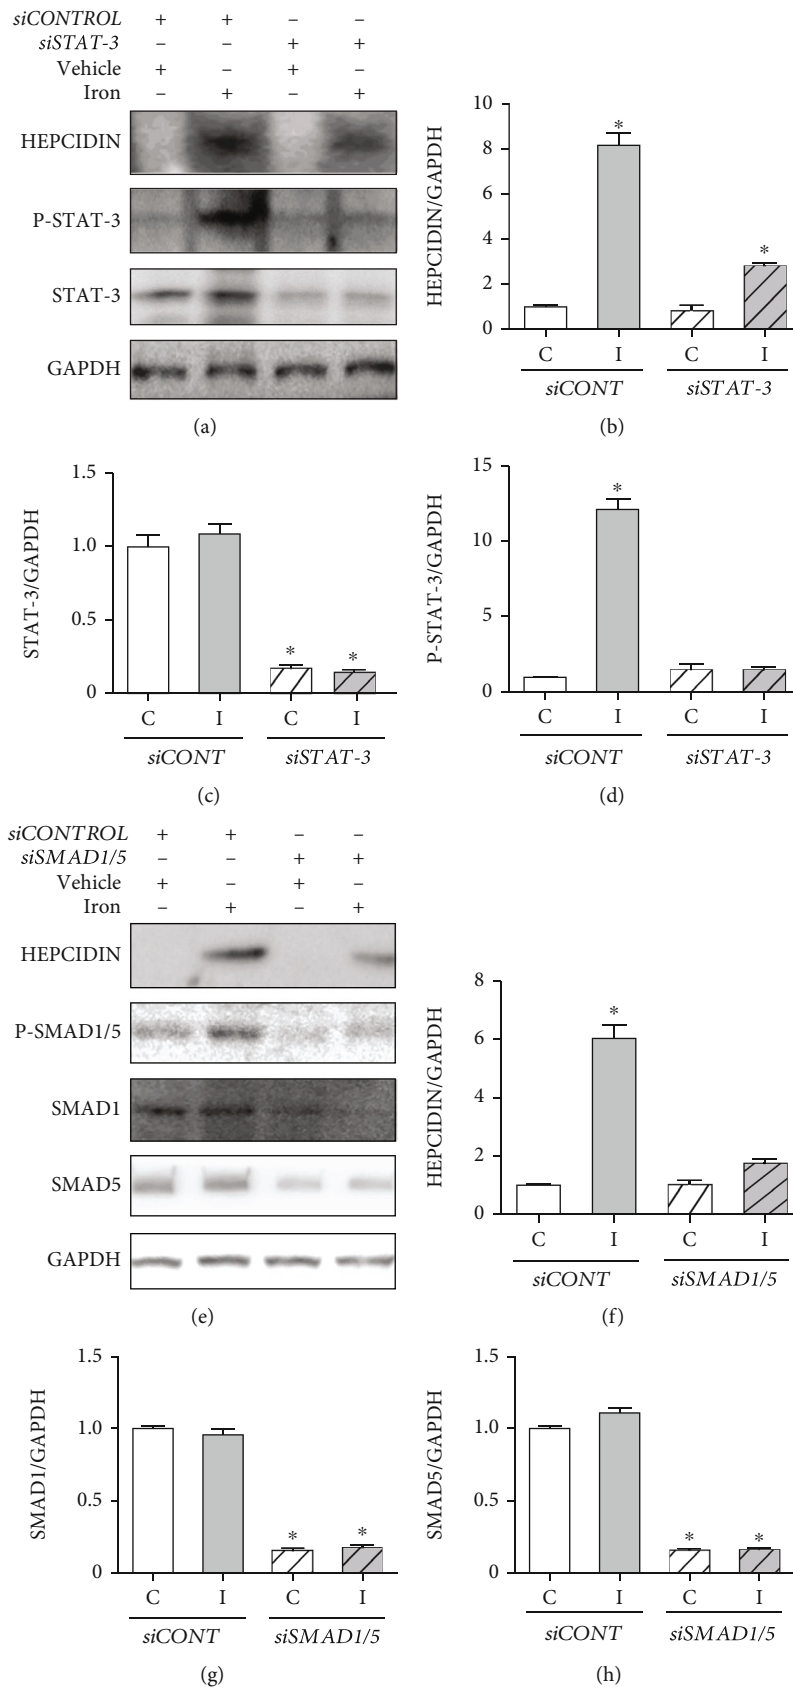 siCONTROL + + – –
siSTAT-3 – – + +
Vehicle + – + –
Iron – + – +
HEPCIDIN
P-STAT-3
STAT-3
GAPDH
(a)
HEPCIDIN/GAPDH
10
8
6
4
2
0
*
*
C I C I
siCONT siSTAT-3
(b)
STAT-3/GAPDH
1.5
1.0
0.5
0
* *
C I C I
siCONT siSTAT-3
(c)
P-STAT-3/GAPDH
15
10
5
0
*
C I C I
siCONT siSTAT-3
(d)
siCONTROL + + – –
siSMAD1/5 – – + +
Vehicle + – + –
Iron – + – +
HEPCIDIN
P-SMAD1/5
SMAD1
SMAD5
GAPDH
(e)
HEPCIDIN/GAPDH
8
6
4
2
0
*
C I C I
siCONT siSMAD1/5
(f)
SMAD1/GAPDH
1.5
1.0
0.5
0
* *
C I C I
siCONT siSMAD1/5
(g)
SMAD5/GAPDH
1.5
1.0
0.5
0
* *
C I C I
siCONT siSMAD1/5
(h)